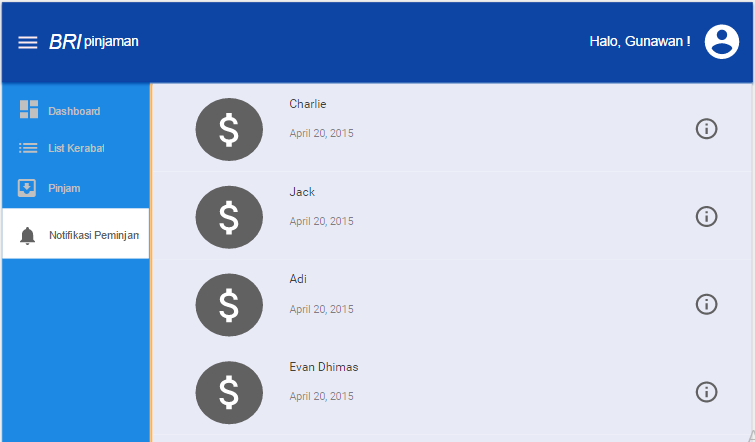 BRI pinjaman
Halo, Gunawan !
Dashboard
List Kerabat
Pinjam
Notifikasi Peminjam
Charlie
April 20, 2015
Jack
April 20, 2015
Adi
April 20, 2015
Evan Dhimas
April 20, 2015